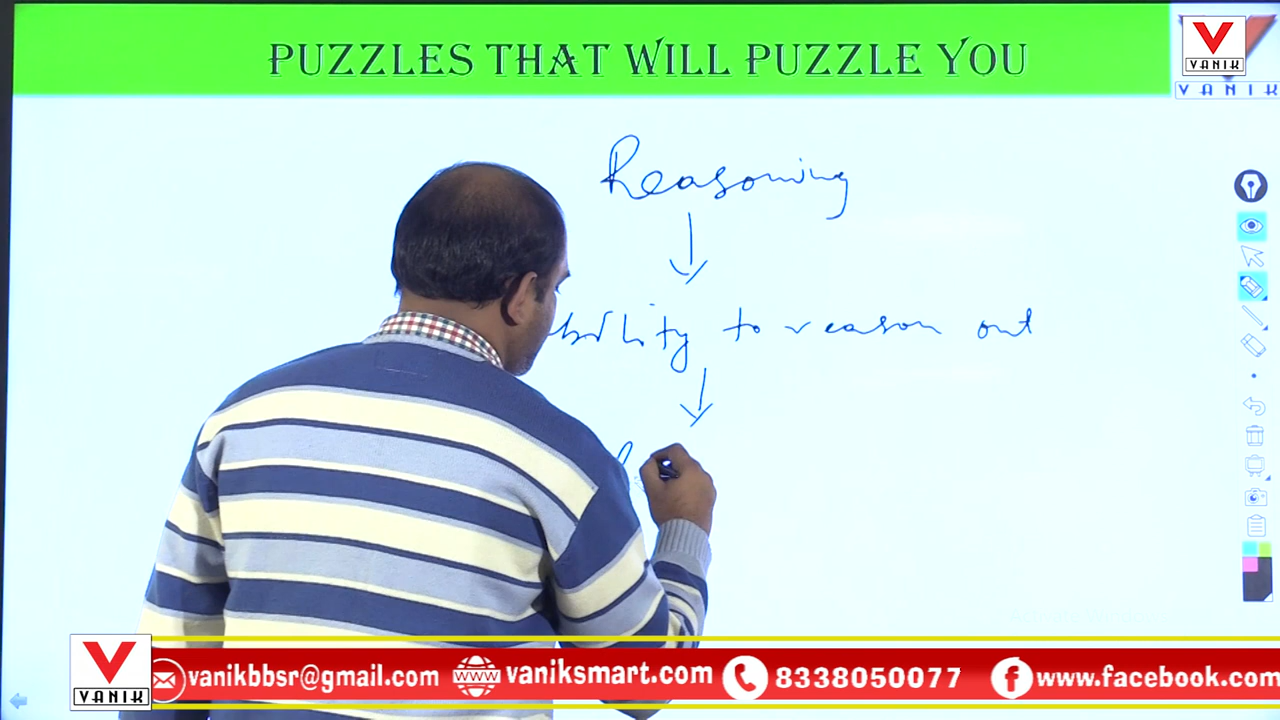 PUZZLES THAT WILL PUZZLE YOU
VANIK
VANIK
Reasoning
bility to reason out
VANIK
vanikbbsr@gmail.com
www
vaniksmart.com
8338050077
www.facebook.com